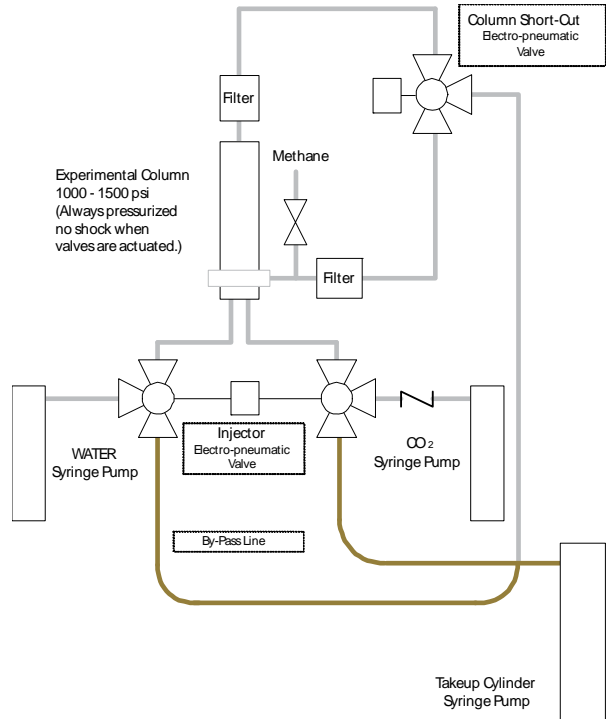 Column Short-Cut
Electro-pneumatic
Valve
Filter
Experimental Column
1000 - 1500 psi
(Always pressurized
no shock when
valves are actuated.)
Methane
Filter
WATER
Syringe Pump
Injector
Electro-pneumatic
Valve
CO2
Syringe Pump
By-Pass Line
Takeup Cylinder
Syringe Pump